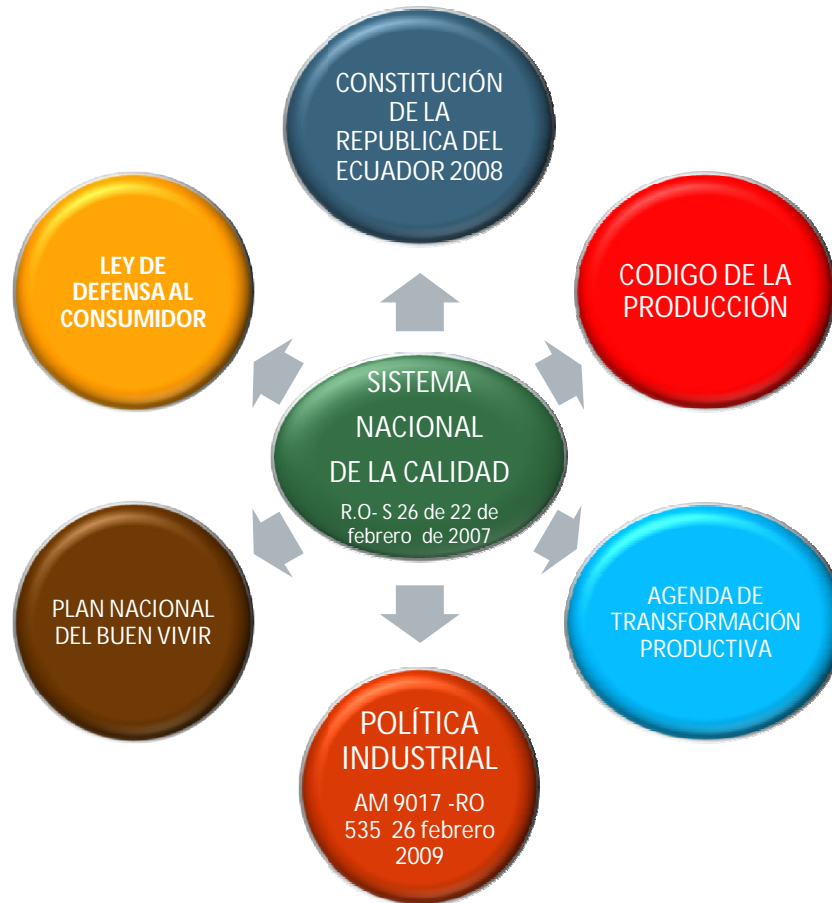 CONSTITUCIÓN
DE LA
REPUBLICA DEL
ECUADOR 2008
LEY DE
DEFENSA AL
CONSUMIDOR
CODIGO DE LA
PRODUCCIÓN
SISTEMA
NACIONAL
DE LA CALIDAD
R.O- S 26 de 22 de
febrero de 2007
PLAN NACIONAL
DEL BUEN VIVIR
AGENDA DE
TRANSFORMACIÓN
PRODUCTIVA
POLÍTICA
INDUSTRIAL
AM 9017 -RO
535 26 febrero
2009